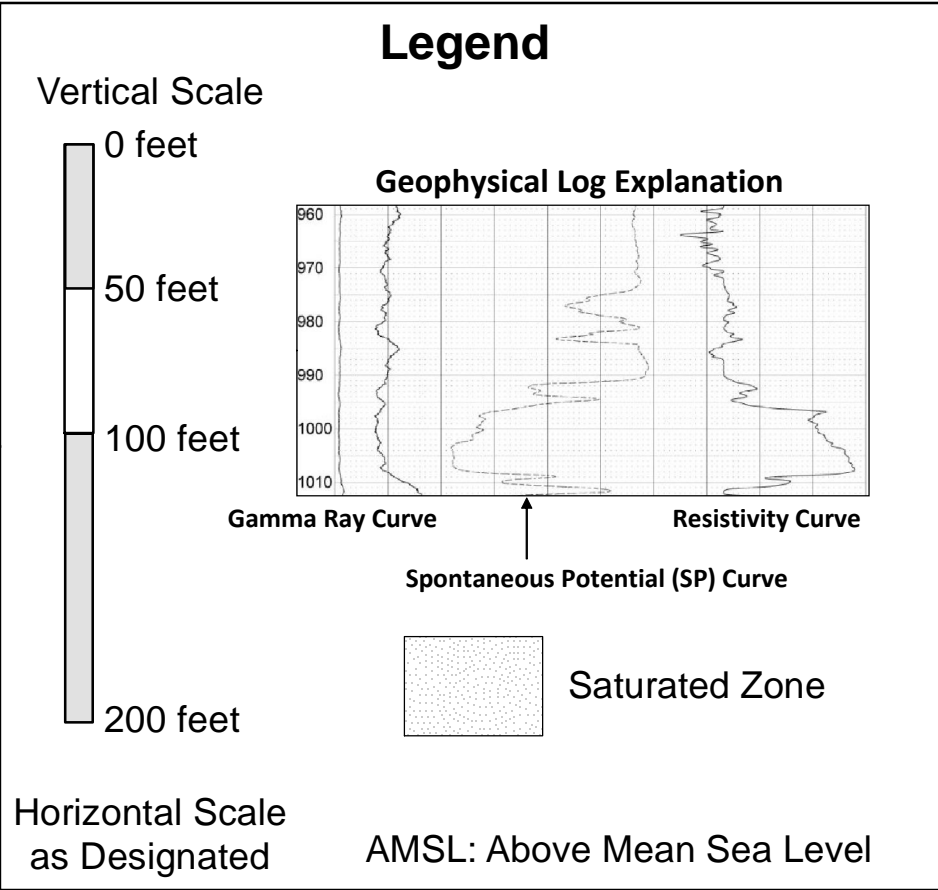 Legend
Vertical Scale
0 feet
50 feet
100 feet
200 feet
Geophysical Log Explanation
960
970
980
990
1000
1010
Gamma Ray Curve
Resistivity Curve
Spontaneous Potential (SP) Curve
Saturated Zone
Horizontal Scale
as Designated
AMSL: Above Mean Sea Level